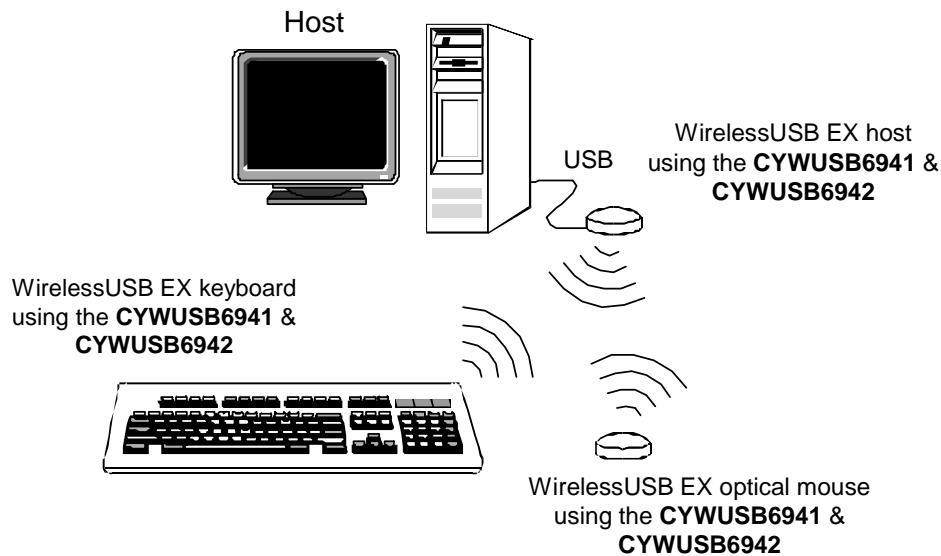 Host
USB
WirelessUSB EX host
using the CYWUSB6941 &
CYWUSB6942
WirelessUSB EX keyboard
using the CYWUSB6941 &
CYWUSB6942
WirelessUSB EX optical mouse
using the CYWUSB6941 &
CYWUSB6942